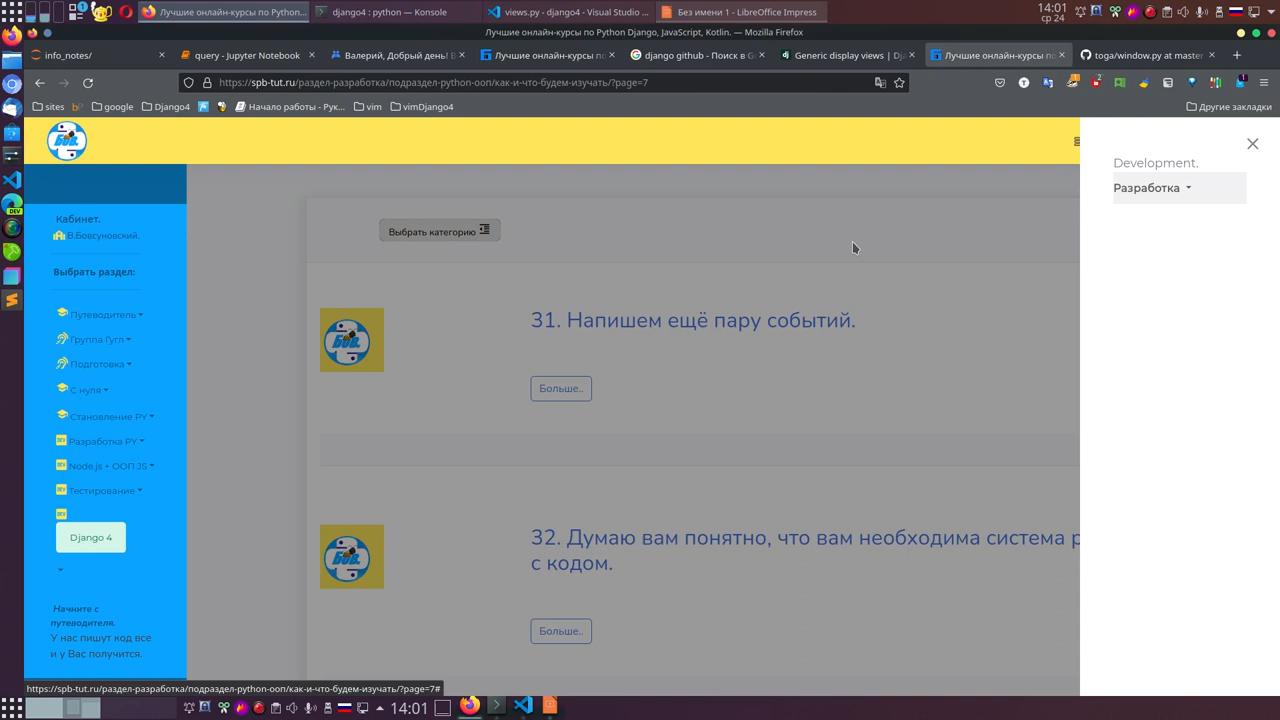 Лучшие онлайн-курсы по Python...
django4 : python — Konsole
views.py - django4 - Visual Studio ...
Без имени 1 - LibreOffice Impress
14:01
ср 24
Лучшие онлайн-курсы по Python Django, JavaScript, Kotlin. — Mozilla Firefox
info_notes/
query - Jupyter Notebook
Валерий, Добрый день! В
Лучшие онлайн-курсы по
django github - Поиск в G
Generic display views | Dj
Лучшие онлайн-курсы по
toga/window.py at master
https://spb-tut.ru/раздел-разработка/подраздел-python-ооп/как-и-что-будем-изучать/?page=7
sites
google
Django4
Начало работы - Рук...
vim
vimDjango4
Другие закладки
Бов.
Development.
Разработка
Кабинет.
В.Бовсуновский.
Выбрать раздел:
Путеводитель
Группа Гугл
Подготовка
С нуля
Становление PY
Разработка PY
Node.js + ООП JS
Тестирование
Django 4
Начните с
путеводителя.
У нас пишут код все
и у Вас получится.
Выбрать категорию
Бов.
31. Напишем ещё пару событий.
Больше..
Бов.
32. Думаю вам понятно, что вам необходима система р
с кодом.
Больше..
https://spb-tut.ru/раздел-разработка/подраздел-python-ооп/как-и-что-будем-изучать/?page=7#
14:01